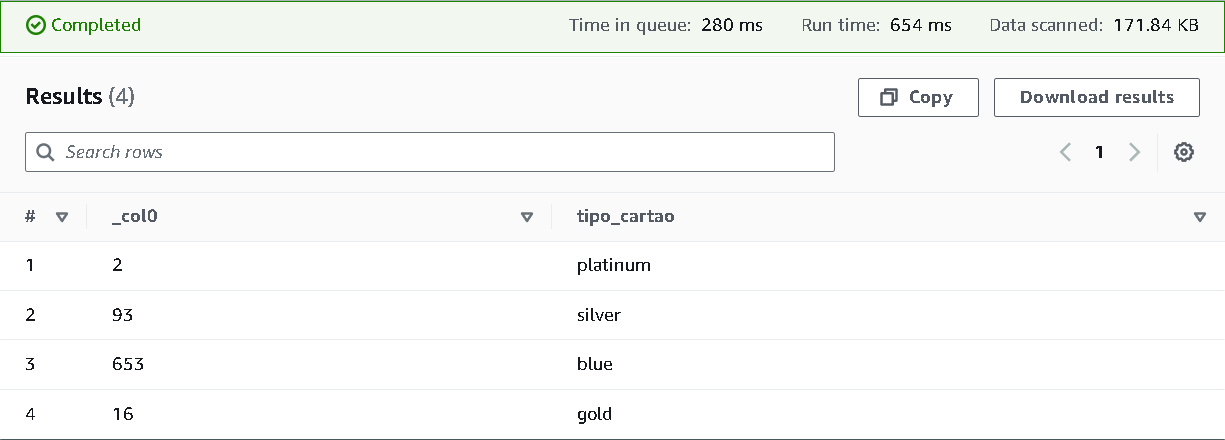 Completed Time in queue: 280 ms Run time: 654 ms Data scanned: 171.84 KB
Results (4) Copy Download results
Search rows 1
# _col0 tipo_cartao
1 2 platinum
2 93 silver
3 653 blue
4 16 gold